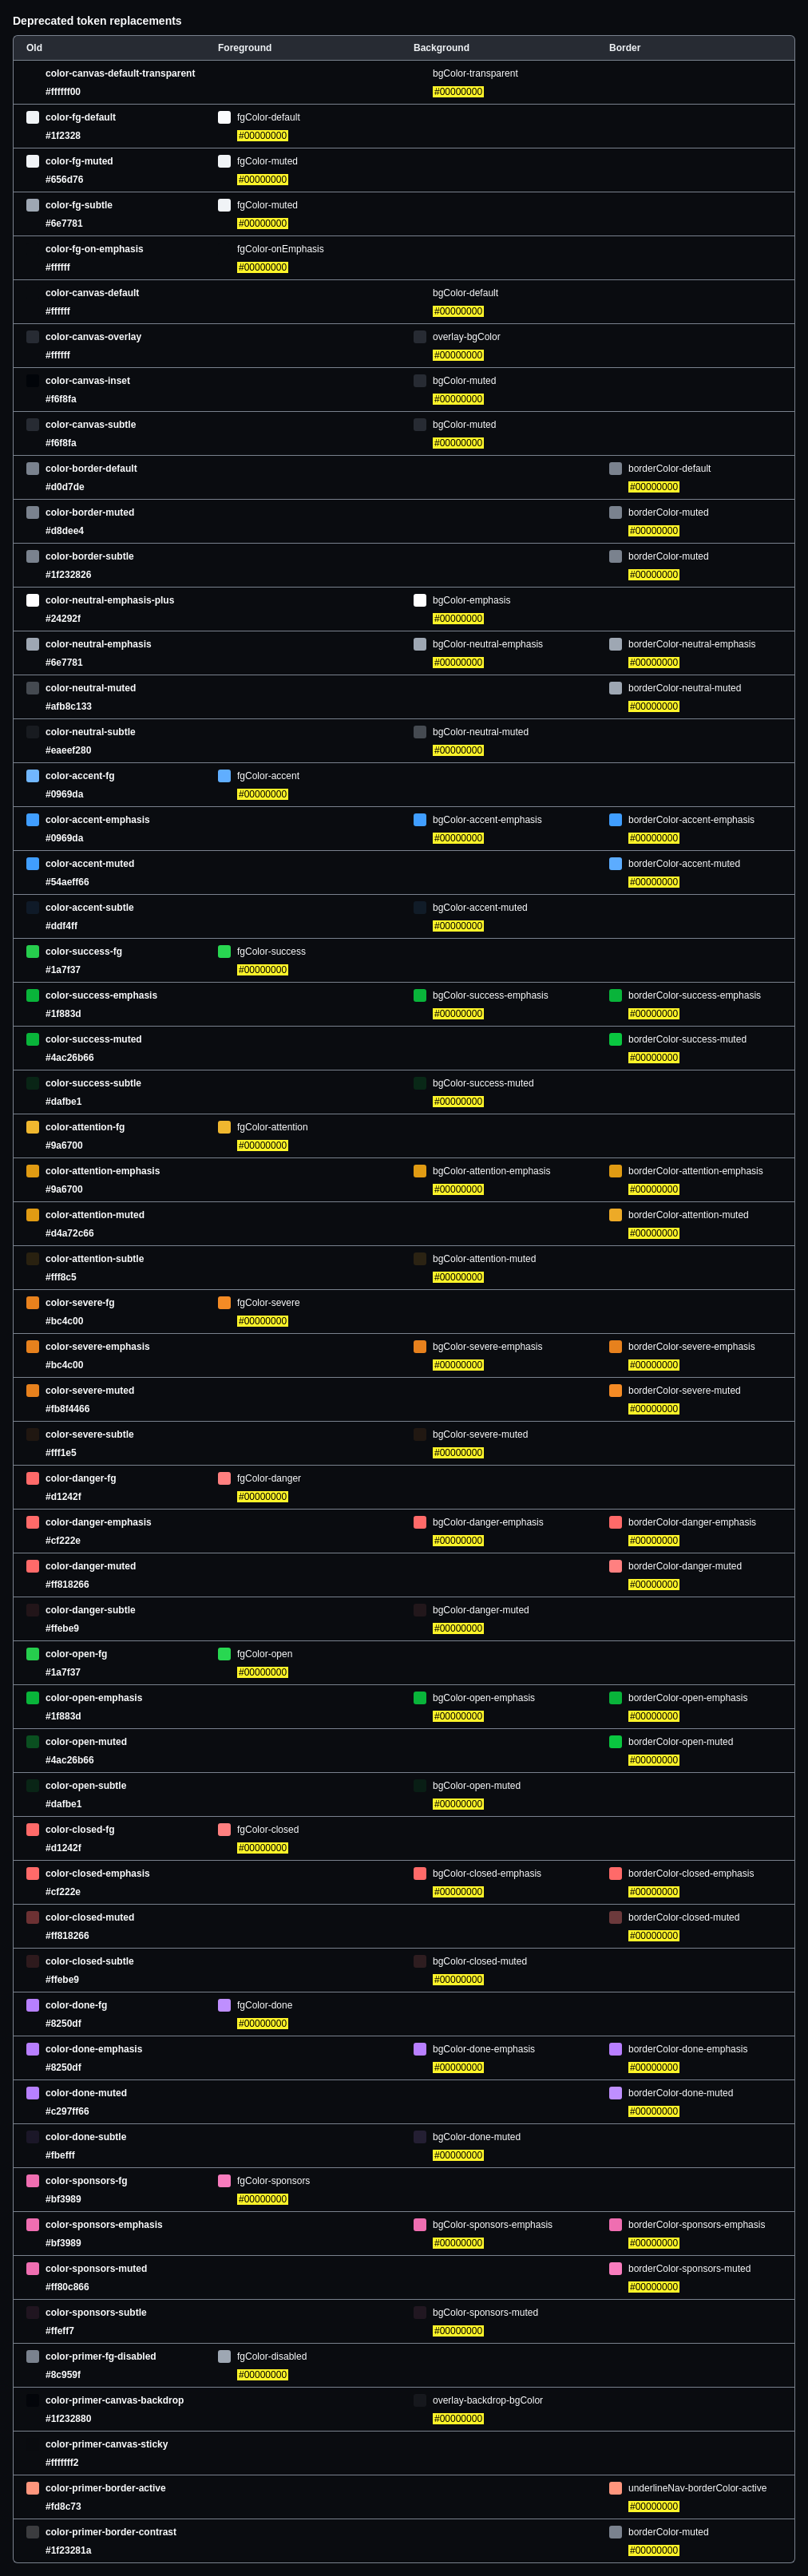 Deprecated token replacements
Old Foreground Background Border
color-canvas-default-transparent bgColor-transparent
#ffffff00 #00000000
color-fg-default fgColor-default
#1f2328 #00000000
color-fg-muted fgColor-muted
#656d76 #00000000
color-fg-subtle fgColor-muted
#6e7781 #00000000
color-fg-on-emphasis fgColor-onEmphasis
#ffffff #00000000
color-canvas-default bgColor-default
#ffffff #00000000
color-canvas-overlay overlay-bgColor
#ffffff #00000000
color-canvas-inset bgColor-muted
#f6f8fa #00000000
color-canvas-subtle bgColor-muted
#f6f8fa #00000000
color-border-default borderColor-default
#d0d7de #00000000
color-border-muted borderColor-muted
#d8dee4 #00000000
color-border-subtle borderColor-muted
#1f232826 #00000000
color-neutral-emphasis-plus bgColor-emphasis
#24292f #00000000
color-neutral-emphasis bgColor-neutral-emphasis borderColor-neutral-emphasis
#6e7781 #00000000 #00000000
color-neutral-muted borderColor-neutral-muted
#afb8c133 #00000000
color-neutral-subtle bgColor-neutral-muted
#eaeef280 #00000000
color-accent-fg fgColor-accent
#0969da #00000000
color-accent-emphasis bgColor-accent-emphasis borderColor-accent-emphasis
#0969da #00000000 #00000000
color-accent-muted borderColor-accent-muted
#54aeff66 #00000000
color-accent-subtle bgColor-accent-muted
#ddf4ff #00000000
color-success-fg fgColor-success
#1a7f37 #00000000
color-success-emphasis bgColor-success-emphasis borderColor-success-emphasis
#1f883d #00000000 #00000000
color-success-muted borderColor-success-muted
#4ac26b66 #00000000
color-success-subtle bgColor-success-muted
#dafbe1 #00000000
color-attention-fg fgColor-attention
#9a6700 #00000000
color-attention-emphasis bgColor-attention-emphasis borderColor-attention-emphasis
#9a6700 #00000000 #00000000
color-attention-muted borderColor-attention-muted
#d4a72c66 #00000000
color-attention-subtle bgColor-attention-muted
#fff8c5 #00000000
color-severe-fg fgColor-severe
#bc4c00 #00000000
color-severe-emphasis bgColor-severe-emphasis borderColor-severe-emphasis
#bc4c00 #00000000 #00000000
color-severe-muted borderColor-severe-muted
#fb8f4466 #00000000
color-severe-subtle bgColor-severe-muted
#fff1e5 #00000000
color-danger-fg fgColor-danger
#d1242f #00000000
color-danger-emphasis bgColor-danger-emphasis borderColor-danger-emphasis
#cf222e #00000000 #00000000
color-danger-muted borderColor-danger-muted
#ff818266 #00000000
color-danger-subtle bgColor-danger-muted
#ffebe9 #00000000
color-open-fg fgColor-open
#1a7f37 #00000000
color-open-emphasis bgColor-open-emphasis borderColor-open-emphasis
#1f883d #00000000 #00000000
color-open-muted borderColor-open-muted
#4ac26b66 #00000000
color-open-subtle bgColor-open-muted
#dafbe1 #00000000
color-closed-fg fgColor-closed
#d1242f #00000000
color-closed-emphasis bgColor-closed-emphasis borderColor-closed-emphasis
#cf222e #00000000 #00000000
color-closed-muted borderColor-closed-muted
#ff818266 #00000000
color-closed-subtle bgColor-closed-muted
#ffebe9 #00000000
color-done-fg fgColor-done
#8250df #00000000
color-done-emphasis bgColor-done-emphasis borderColor-done-emphasis
#8250df #00000000 #00000000
color-done-muted borderColor-done-muted
#c297ff66 #00000000
color-done-subtle bgColor-done-muted
#fbefff #00000000
color-sponsors-fg fgColor-sponsors
#bf3989 #00000000
color-sponsors-emphasis bgColor-sponsors-emphasis borderColor-sponsors-emphasis
#bf3989 #00000000 #00000000
color-sponsors-muted borderColor-sponsors-muted
#ff80c866 #00000000
color-sponsors-subtle bgColor-sponsors-muted
#ffeff7 #00000000
color-primer-fg-disabled fgColor-disabled
#8c959f #00000000
color-primer-canvas-backdrop overlay-backdrop-bgColor
#1f232880 #00000000
color-primer-canvas-sticky
#fffffff2
color-primer-border-active underlineNav-borderColor-active
#fd8c73 #00000000
color-primer-border-contrast borderColor-muted
#1f23281a #00000000